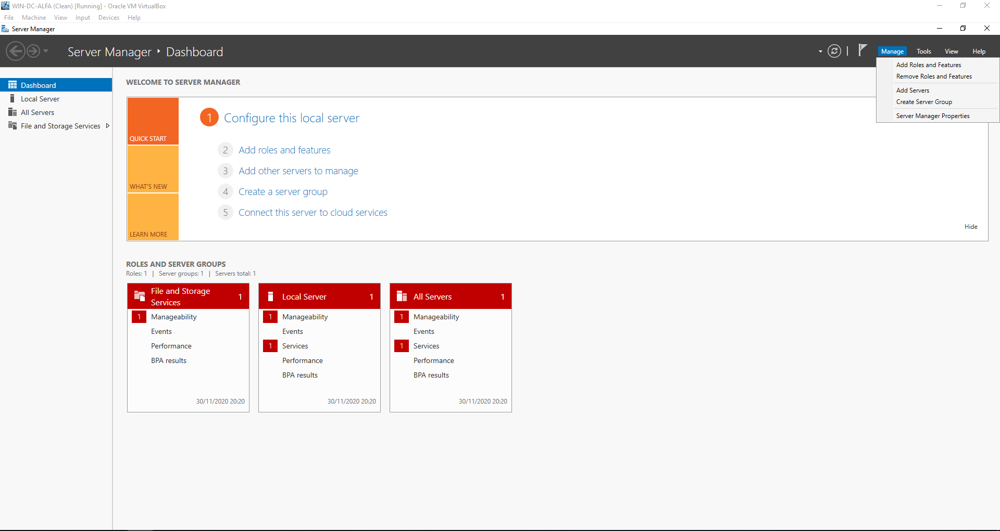 WIN-DC-ALFA (Clean) [Running] - Oracle VM VirtualBox
File Machine View Input Devices Help
Server Manager
Server Manager Dashboard
Manage Tools View Help
Add Roles and Features
Remove Roles and Features
Add Servers
Create Server Group
Server Manager Properties
Dashboard
Local Server
All Servers
File and Storage Services
WELCOME TO SERVER MANAGER
QUICK START
WHAT'S NEW
LEARN MORE
1 Configure this local server
2 Add roles and features
3 Add other servers to manage
4 Create a server group
5 Connect this server to cloud services
Hide
ROLES AND SERVER GROUPS
Roles: 1 | Server groups: 1 | Servers total: 1
File and Storage
Services 1
1 Manageability
Events
Performance
BPA results
30/11/2020 20:20
Local Server 1
1 Manageability
Events
1 Services
Performance
BPA results
30/11/2020 20:20
All Servers 1
1 Manageability
Events
1 Services
Performance
BPA results
30/11/2020 20:20